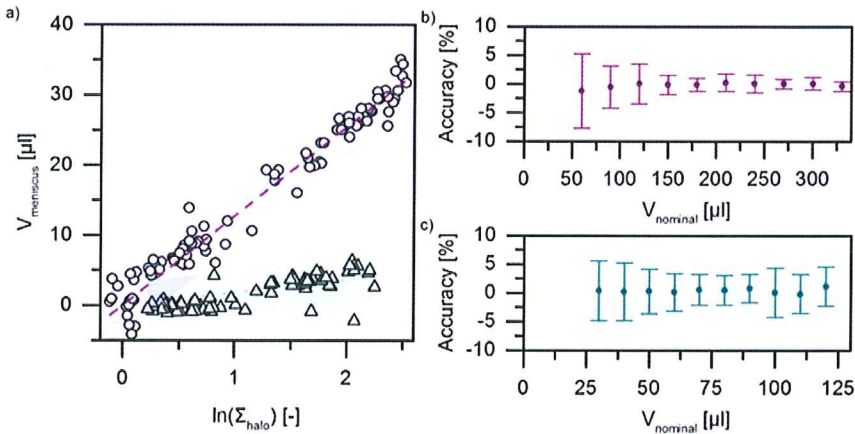 a)
40
30
20
10
0
V_meniscus [µl]
0 1 2
ln(Σ_halo) [-]
b)
10
5
0
-5
-10
Accuracy [%]
0 50 100 150 200 250 300
V_nominal [µl]
c)
10
5
0
-5
-10
Accuracy [%]
0 25 50 75 100 125
V_nominal [µl]